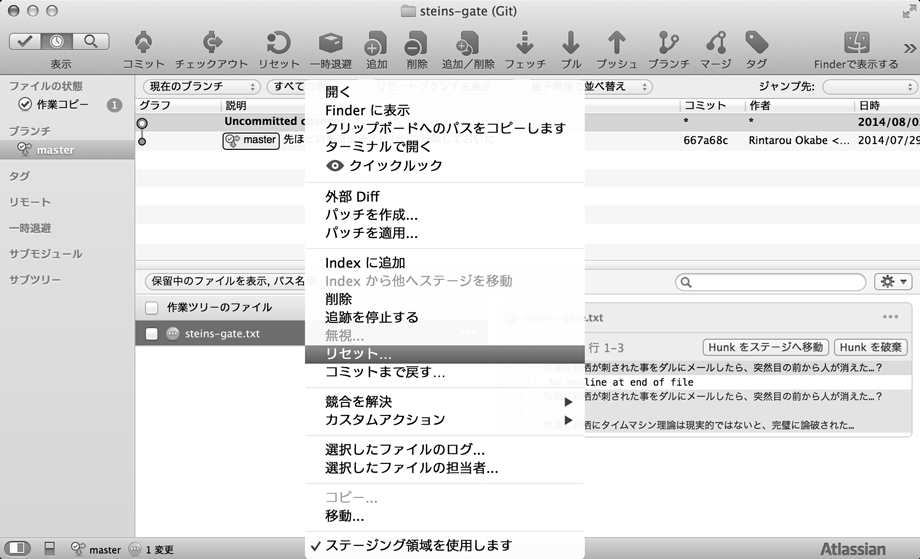 steins-gate (Git)
表示 コミット チェックアウト リセット 一時退避 追加 削除 追加／削除 フェッチ プル プッシュ ブランチ マージ タグ Finderで表示する
ファイルの状態
作業コピー 1
ブランチ
master
タグ
リモート
一時退避
サブモジュール
サブツリー
現在のブランチ すべての べ替え ジャンプ先:
グラフ 説明 コミット 作者 日時
Uncommitted * * 2014/08/0
master 先ほ 667a68c Rintarou Okabe <... 2014/07/29
開く
Finder に表示
クリップボードへのパスをコピーします
ターミナルで開く
クイックルック
外部 Diff
パッチを作成...
パッチを適用...
Index に追加
Index から他へステージを移動
削除
追跡を停止する
無視...
リセット...
コミットまで戻す...
競合を解決
カスタムアクション
選択したファイルのログ...
選択したファイルの担当者...
コピー...
移動...
ステージング領域を使用します
保留中のファイルを表示, パス名
作業ツリーのファイル
steins-gate.txt
steins-gate.txt
行 1-3 Hunk をステージへ移動 Hunk を破棄
が刺された事をダルにメールしたら、突然目の前から人が消えた…?
No newline at end of file
が刺された事をダルにメールしたら、突然目の前から人が消えた…?
栖にタイムマシン理論は現実的ではないと、完璧に論破された…
master 1 変更
Atlassian